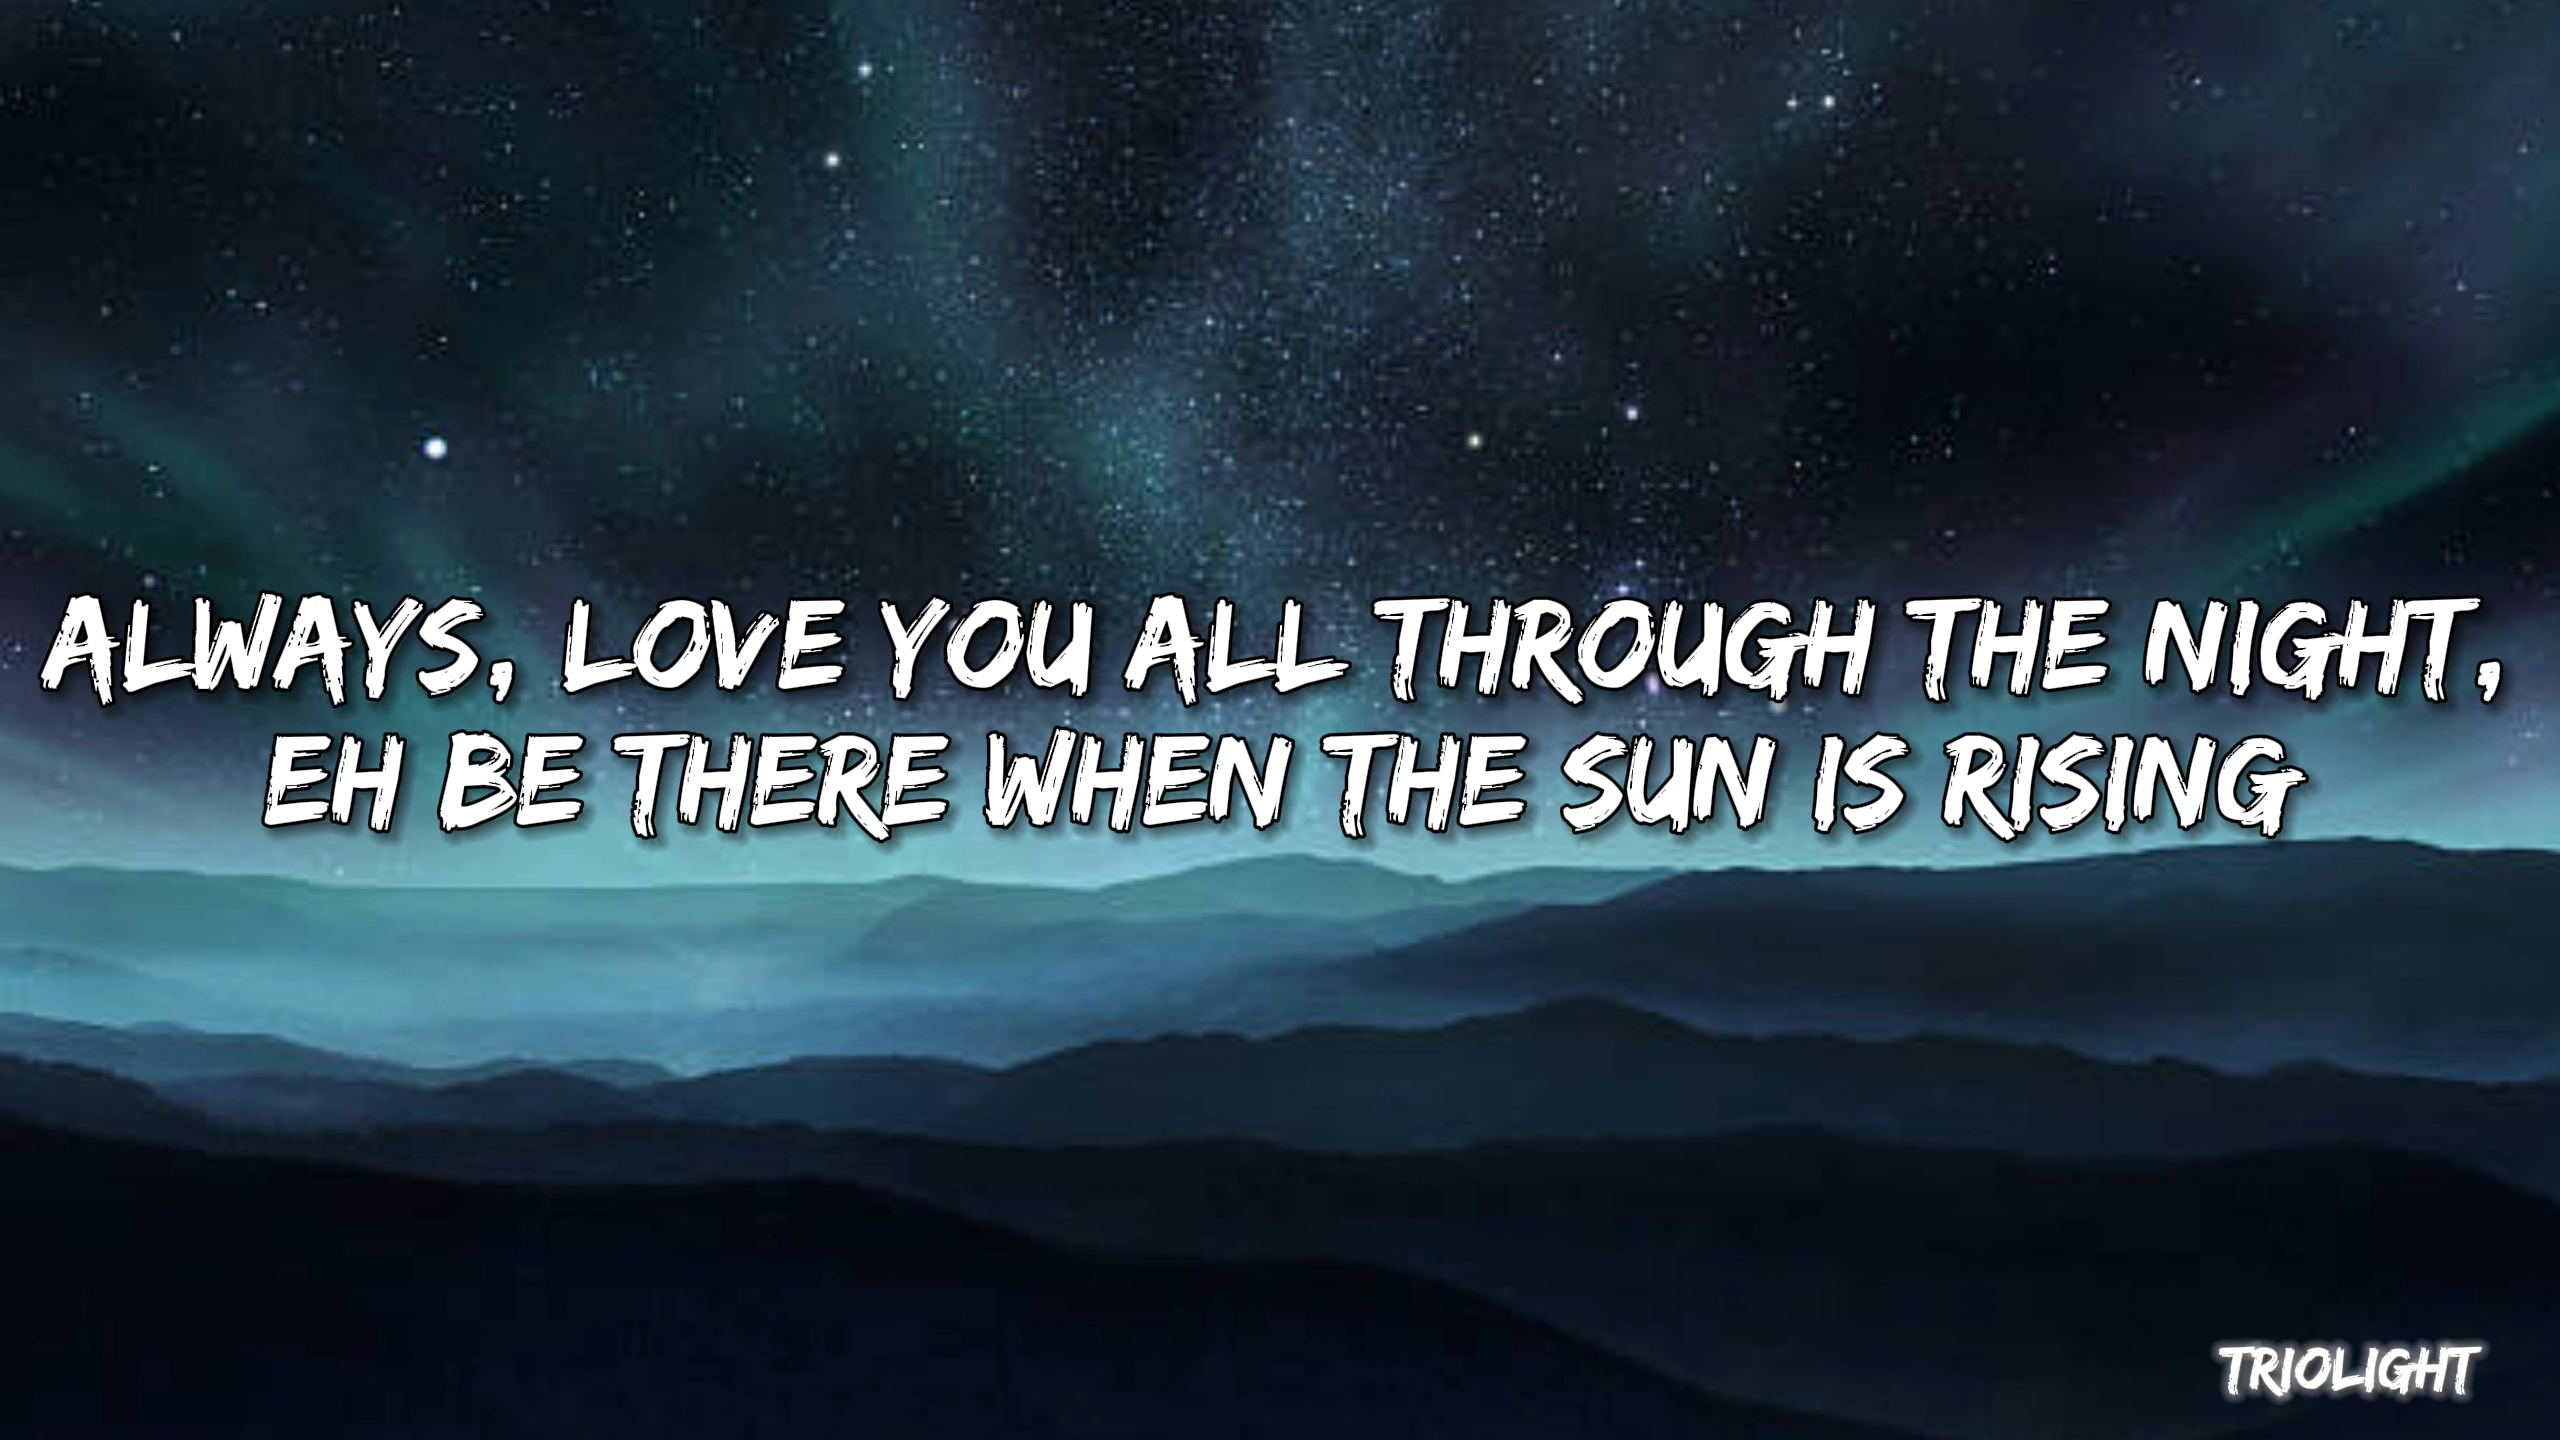 ALWAYS, LOVE YOU ALL THROUGH THE NIGHT,
EH BE THERE WHEN THE SUN IS RISING
TRIOLIGHT